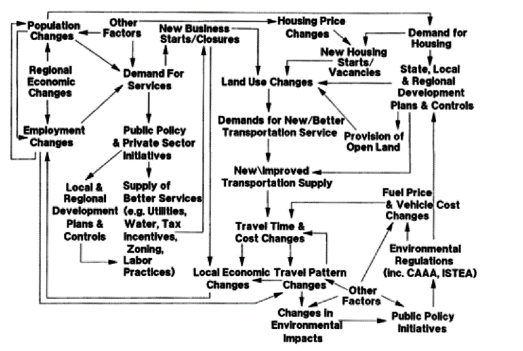 Population
Changes
Other
Factors
New Business
Starts/Closures
Housing Price
Changes
Demand for
Housing
New Housing
Starts/
Vacancies
Regional
Economic
Changes
Demand For
Services
Land Use Changes
State, Local
& Regional
Development
Plans & Controls
Employment
Changes
Public Policy
& Private Sector
Initiatives
Demands for New/Better
Transportation Service
Provision of
Open Land
Local &
Regional
Development
Plans &
Controls
Supply of
Better Services
(e.g. Utilities,
Water, Tax
Incentives,
Zoning,
Labor
Practices)
New\Improved
Transportation Supply
Fuel Price
& Vehicle Cost
Changes
Travel Time &
Cost Changes
Environmental
Regulations
(inc. CAAA, ISTEA)
Local Economic
Changes
Travel Pattern
Changes
Other
Factors
Changes in
Environmental
Impacts
Public Policy
Initiatives